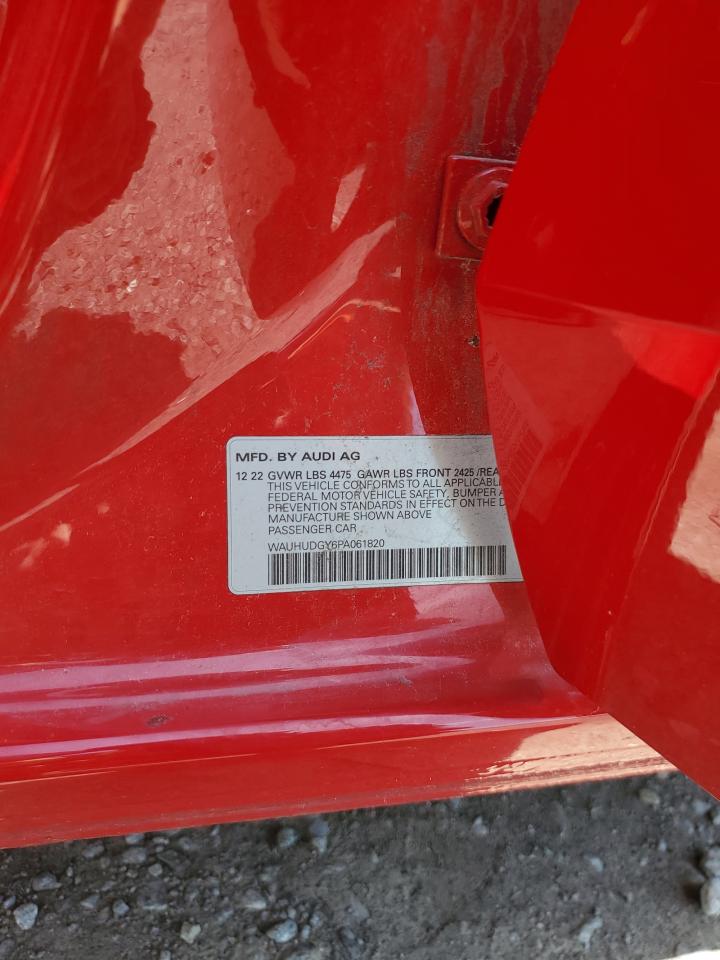 MFD. BY AUDI AG
12 22 GVWR LBS 4475 GAWR LBS FRONT 2425 /REA
THIS VEHICLE CONFORMS TO ALL APPLICABL
FEDERAL MOTOR VEHICLE SAFETY, BUMPER A
PREVENTION STANDARDS IN EFFECT ON THE D
MANUFACTURE SHOWN ABOVE
PASSENGER CAR
WAUHUDGY6PA061820